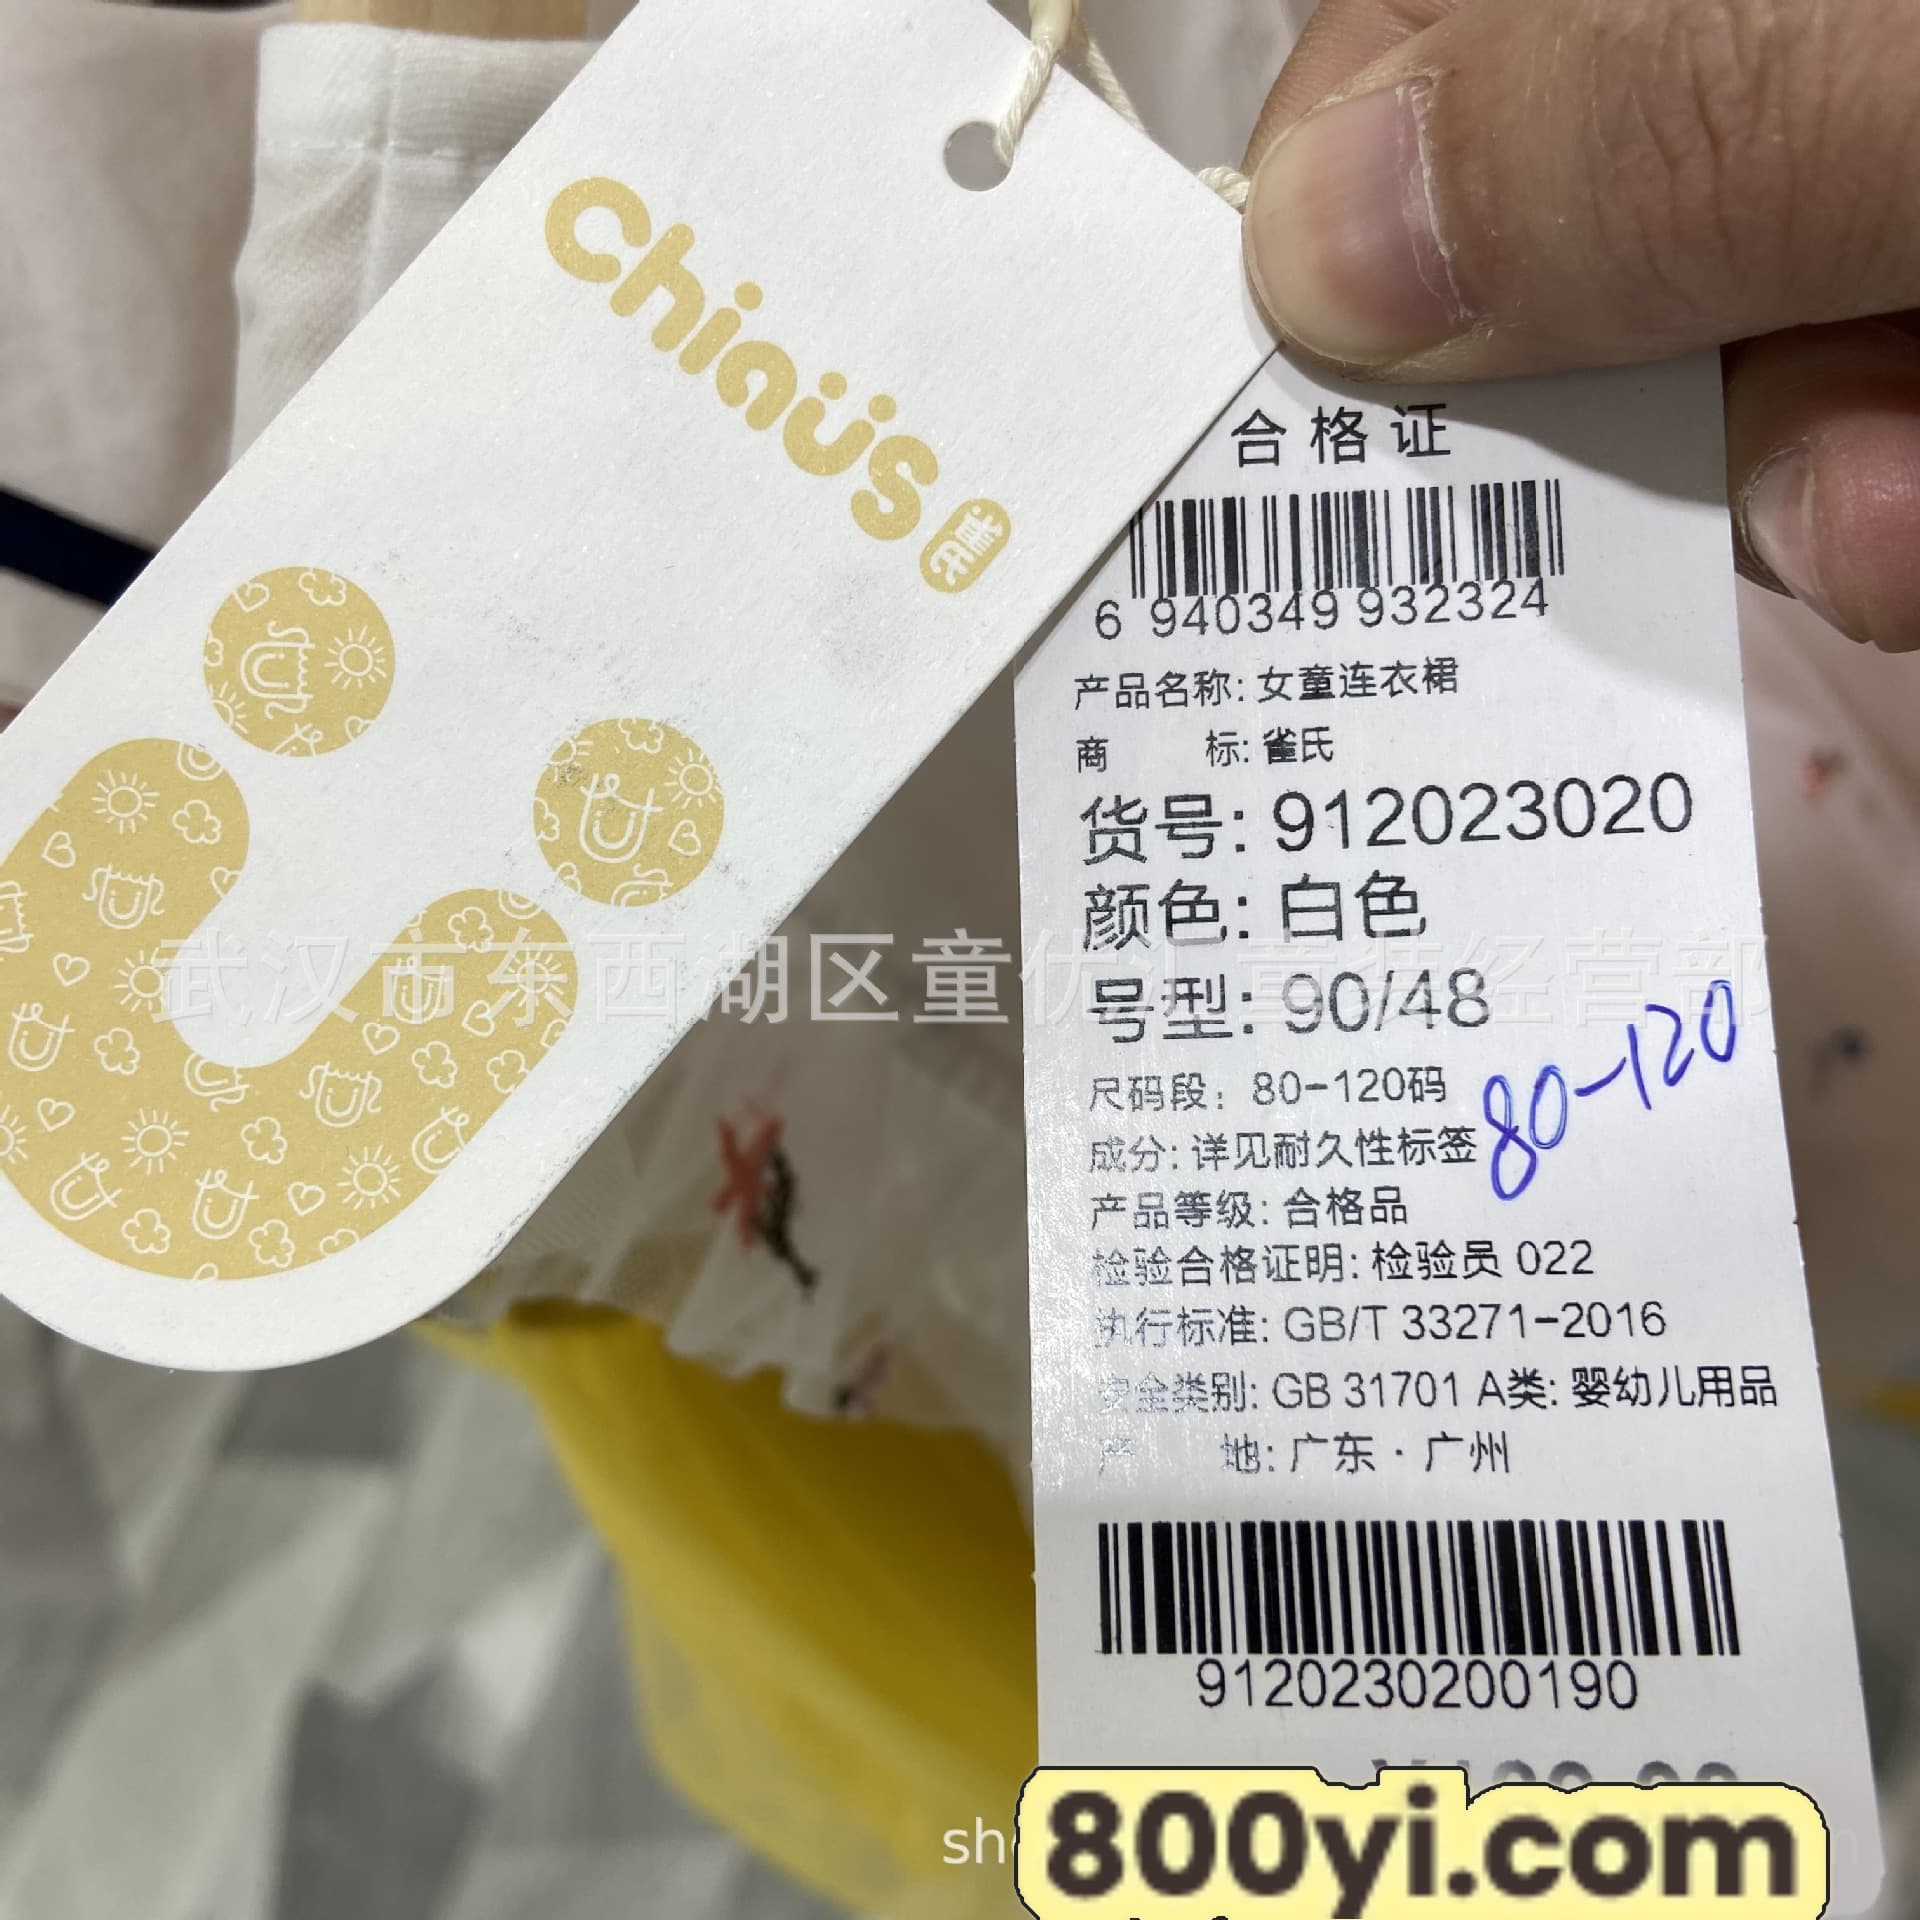 chiaüs
雀氏
合格证
6 940349 932324
产品名称: 女童连衣裙
商 标: 雀氏
货号: 912023020
颜色: 白色
武汉市东西湖区童优汇童装经营部
号型: 90/48
尺码段: 80-120码
80-120
成分: 详见耐久性标签
产品等级: 合格品
检验合格证明: 检验员 022
执行标准: GB/T 33271-2016
安全类别: GB 31701 A类: 婴幼儿用品
产 地: 广东·广州
9120230200190
800yi.com